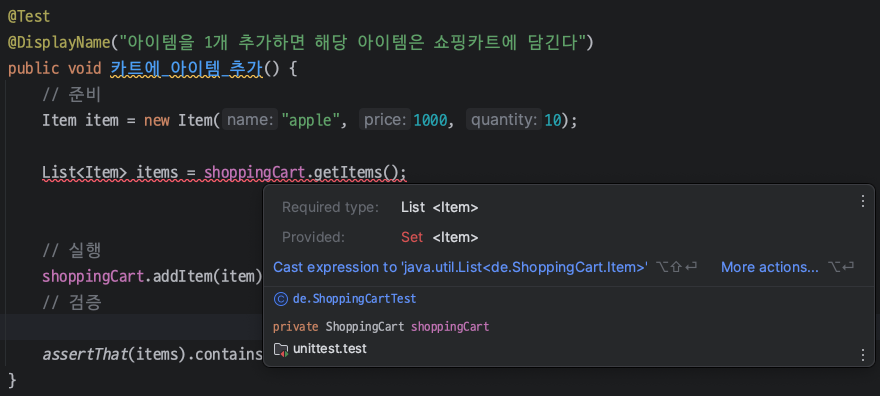 @Test
@DisplayName("아이템을 1개 추가하면 해당 아이템은 쇼핑카트에 담긴다")
public void 카트에_아이템_추가() {
// 준비
Item item = new Item( name: "apple", price: 1000, quantity: 10);
List<Item> items = shoppingCart.getItems();
Required type: List <Item>
Provided: Set <Item>
// 실행
shoppingCart.addItem(item)
Cast expression to 'java.util.List<de.ShoppingCart.Item>' ⌥⇧⏎ More actions... ⌥⏎
// 검증
de.ShoppingCartTest
private ShoppingCart shoppingCart
unittest.test
assertThat(items).contains
}